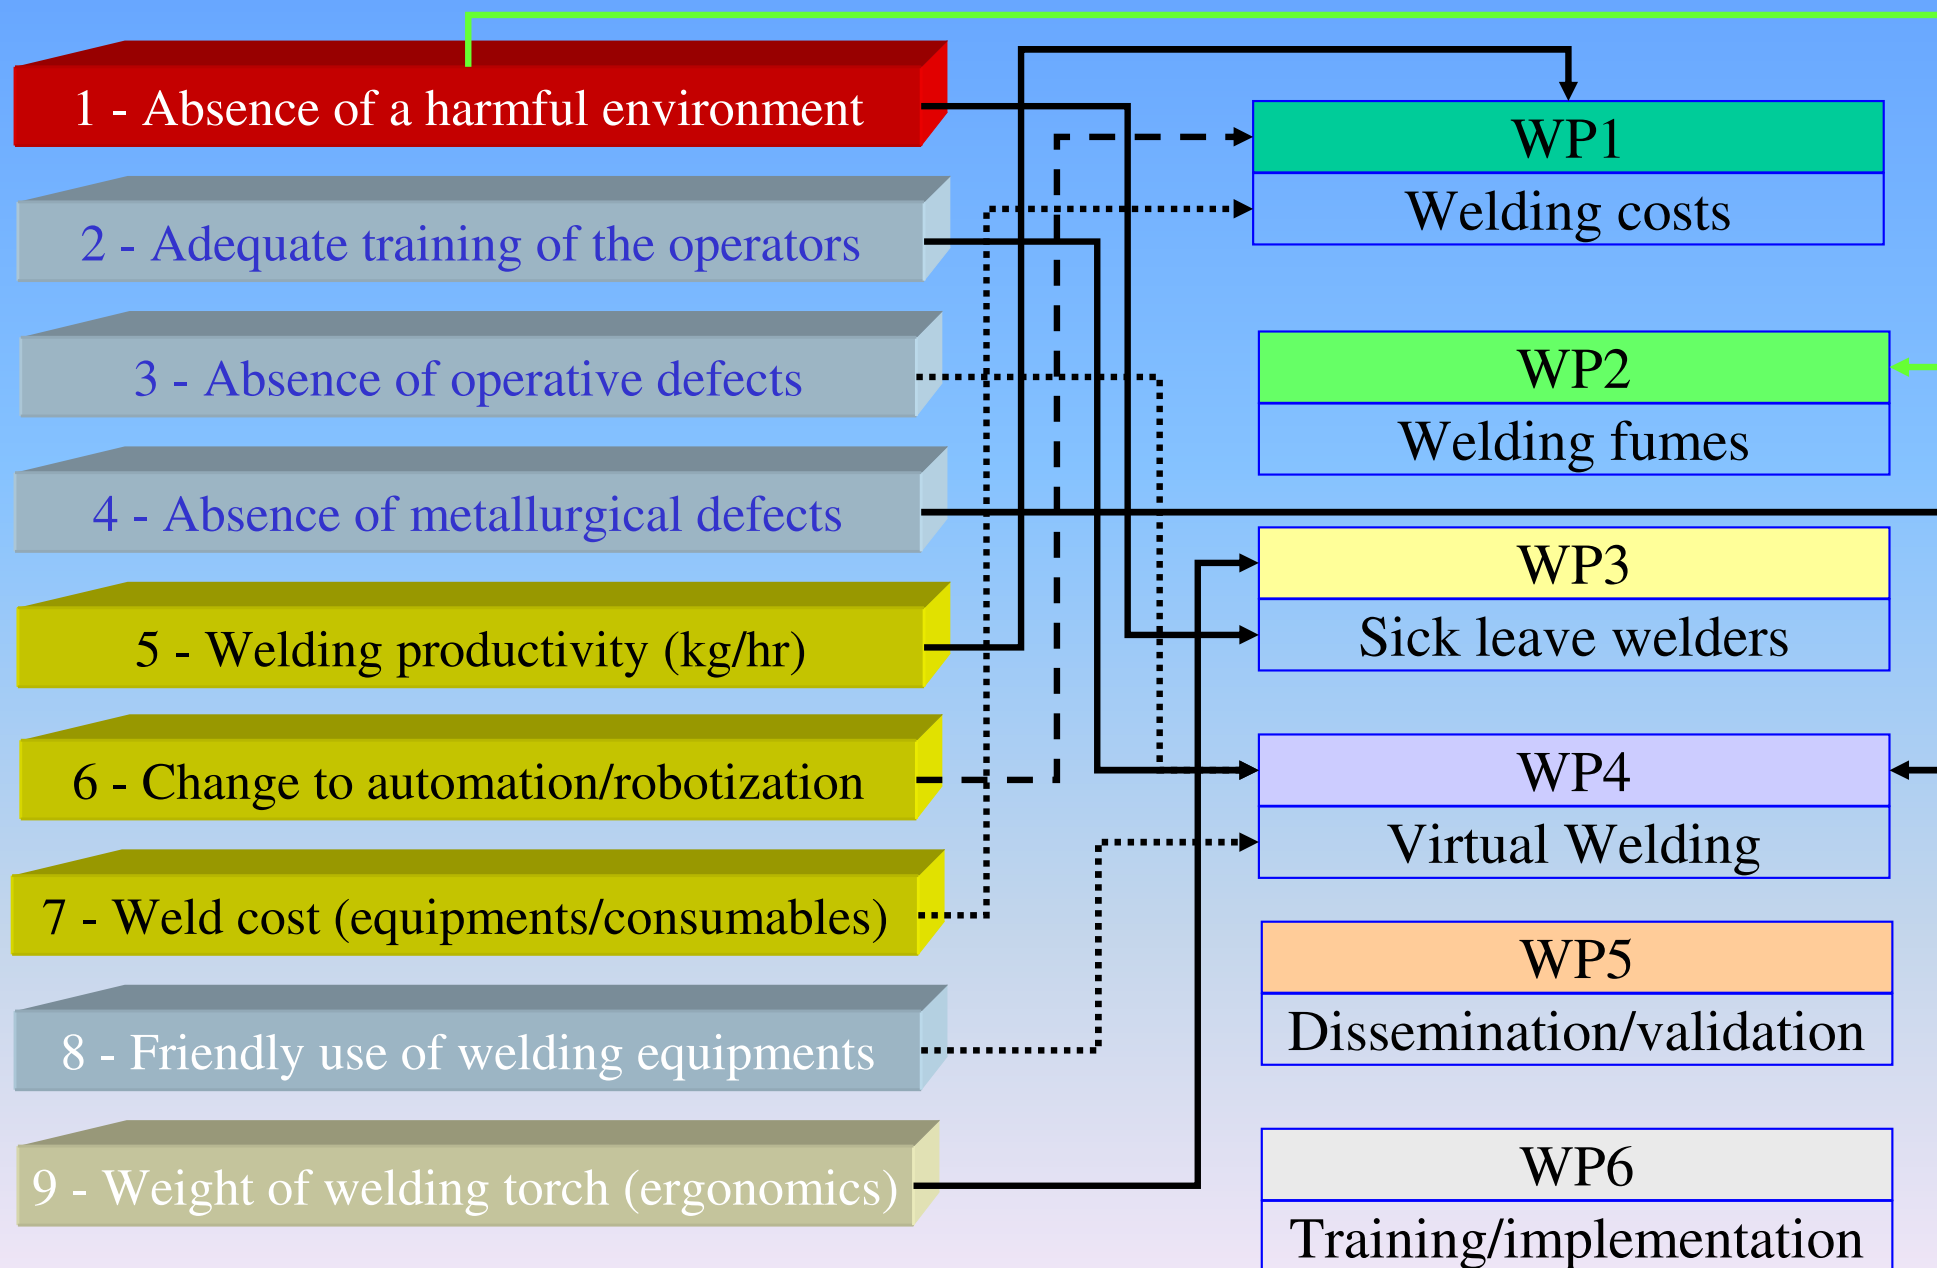 1 - Absence of a harmful environment
2 - Adequate training of the operators
3 - Absence of operative defects
4 - Absence of metallurgical defects
5 - Welding productivity (kg/hr)
6 - Change to automation/robotization
7 - Weld cost (equipments/consumables)
8 - Friendly use of welding equipments
9 - Weight of welding torch (ergonomics)
WP1
Welding costs
WP2
Welding fumes
WP3
Sick leave welders
WP4
Virtual Welding
WP5
Dissemination/validation
WP6
Training/implementation